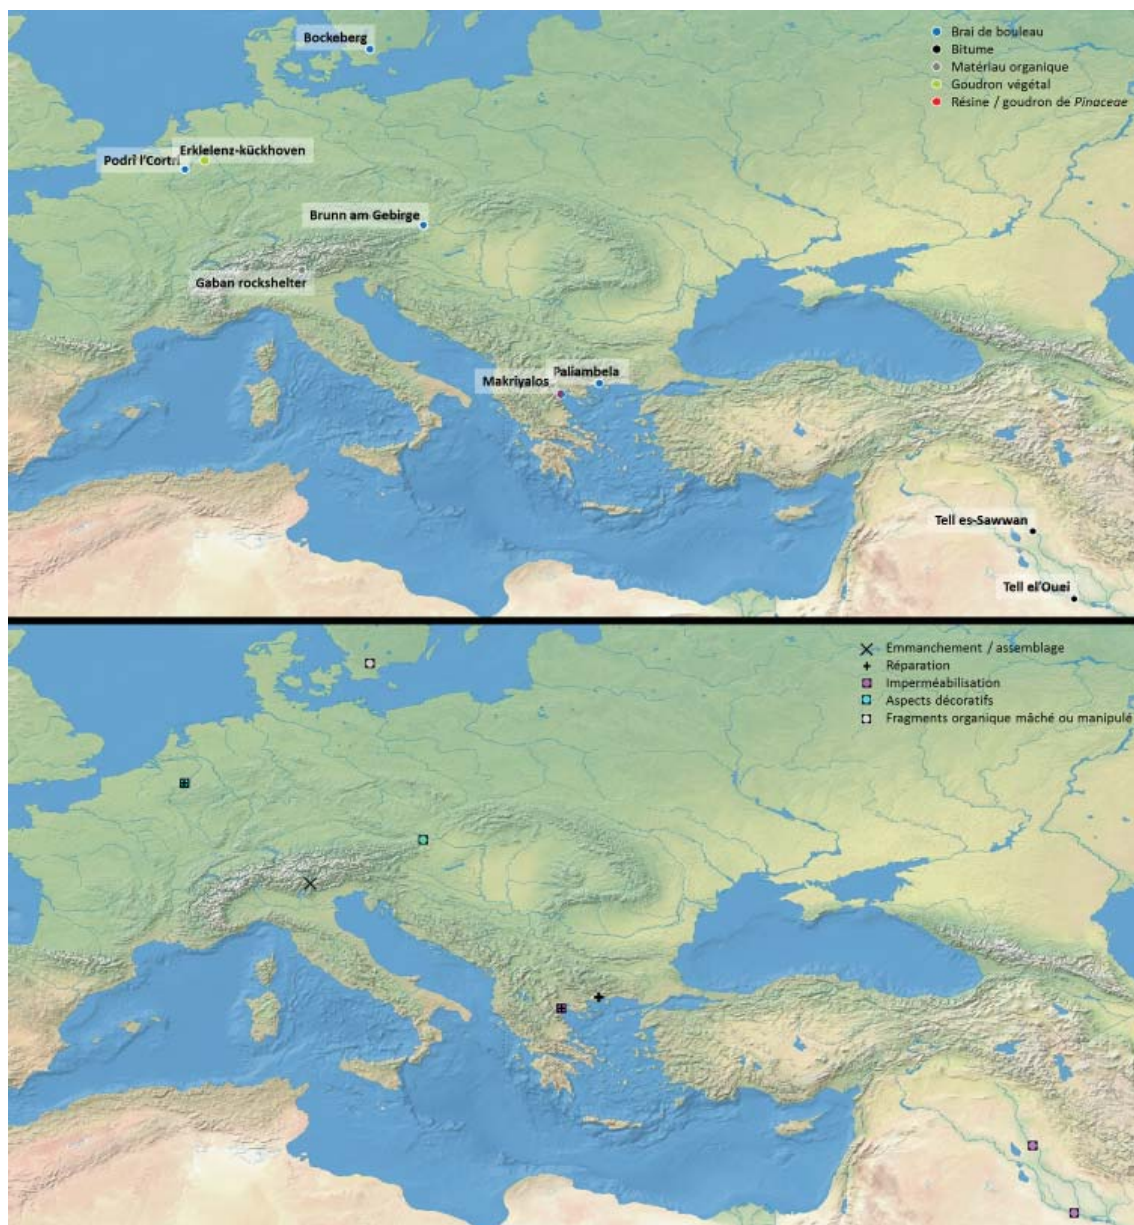 Bockeberg
Brai de bouleau
Bitume
Matériau organique
Goudron végétal
Résine / goudron de Pinaceae
Erklelenz-kückhoven
Podrî l'Cortri
Brunn am Gebirge
Gaban rockshelter
Paliambela
Makriyalos
Tell es-Sawwan
Tell el'Ouei
Emmanchement / assemblage
Réparation
Imperméabilisation
Aspects décoratifs
Fragments organique mâché ou manipulé